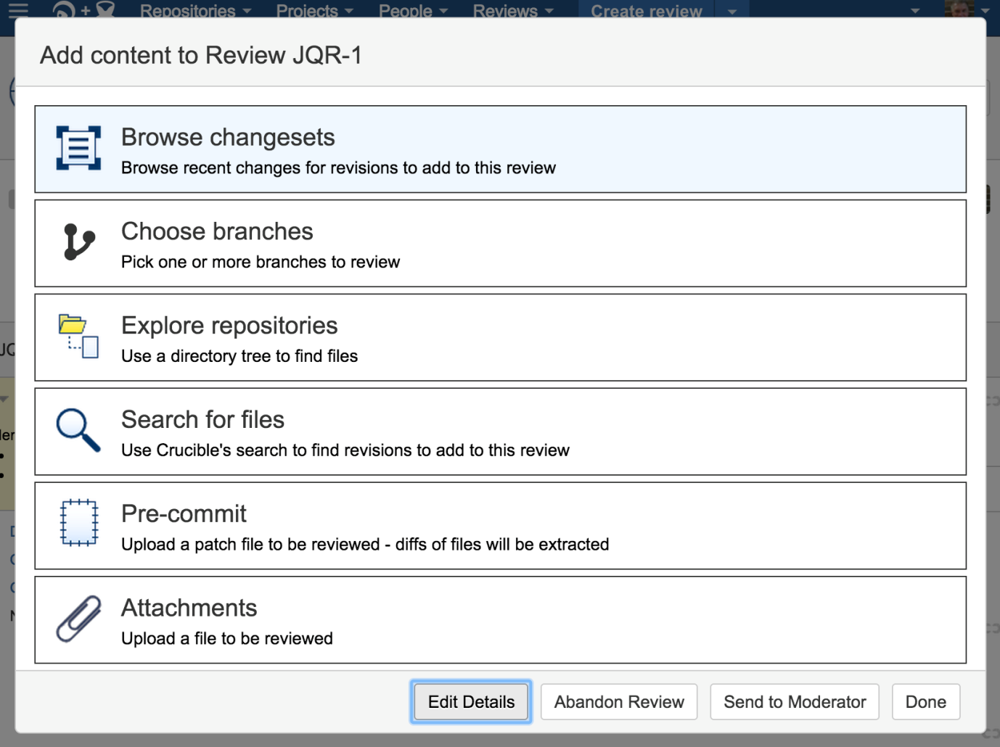 Repositories Projects People Reviews Create review
Add content to Review JQR-1
Browse changesets
Browse recent changes for revisions to add to this review
Choose branches
Pick one or more branches to review
Explore repositories
Use a directory tree to find files
Search for files
Use Crucible's search to find revisions to add to this review
Pre-commit
Upload a patch file to be reviewed - diffs of files will be extracted
Attachments
Upload a file to be reviewed
Edit Details Abandon Review Send to Moderator Done